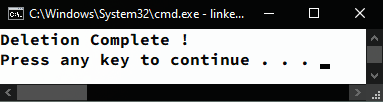 C:\Windows\System32\cmd.exe - linke
Deletion Complete !
Press any key to continue . . .